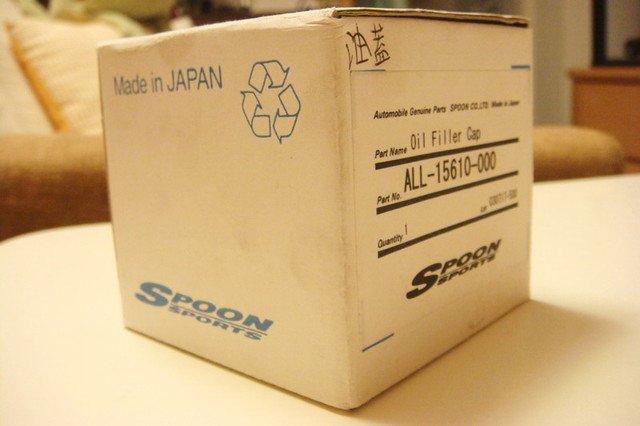 Made in JAPAN
SPOON
SPORTS
油蓋
Automobile Genuine Parts SPOON CO.,LTD. Made in Japan
Part Name Oil Filler Cap
Part No. ALL-15610-000
Quantity 1
SPOON
SPORTS